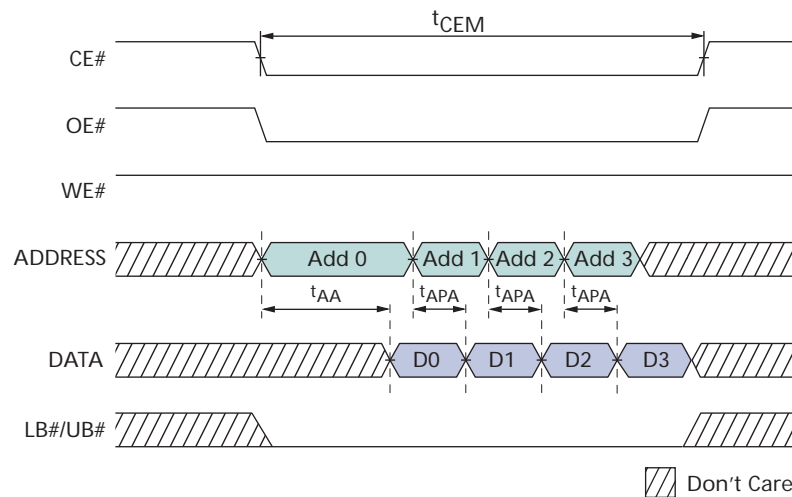 tCEM
CE#
OE#
WE#
ADDRESS Add 0 Add 1 Add 2 Add 3
tAA tAPA tAPA tAPA
DATA D0 D1 D2 D3
LB#/UB#
Don't Care